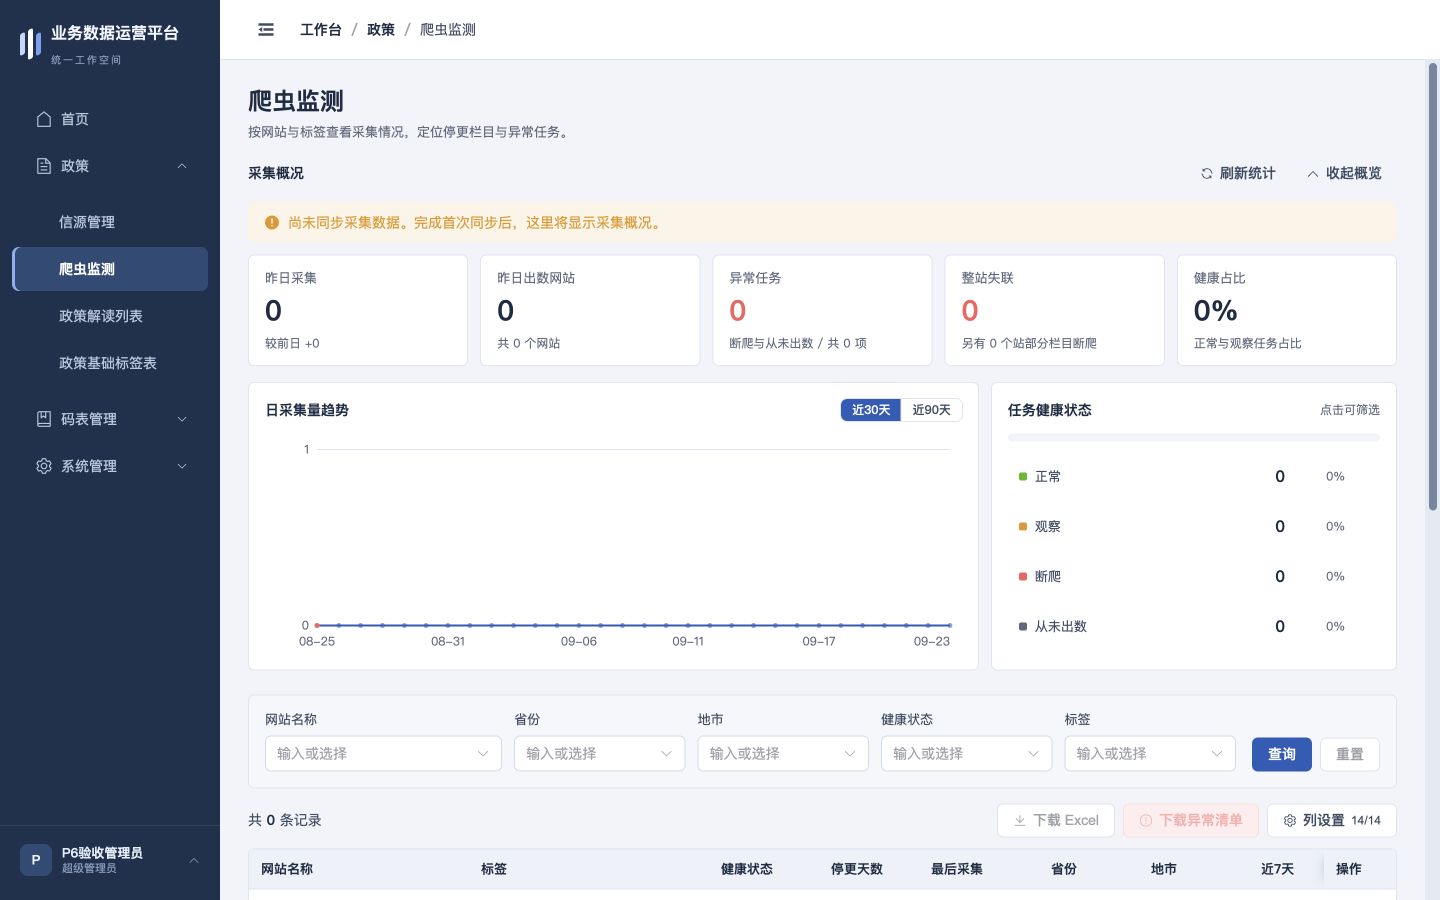 业务数据运营平台
统一工作空间
首页
政策
信源管理
爬虫监测
政策解读列表
政策基础标签表
码表管理
系统管理
P
P6验收管理员
超级管理员
工作台 / 政策 / 爬虫监测
爬虫监测
按网站与标签查看采集情况，定位停更栏目与异常任务。
采集概况
刷新统计
收起概览
尚未同步采集数据。完成首次同步后，这里将显示采集概况。
昨日采集
0
较前日 +0
昨日出数网站
0
共 0 个网站
异常任务
0
断爬与从未出数 / 共 0 项
整站失联
0
另有 0 个站部分栏目断爬
健康占比
0%
正常与观察任务占比
日采集量趋势
近30天 近90天
1
0
08-25 08-31 09-06 09-11 09-17 09-23
任务健康状态 点击可筛选
正常 0 0%
观察 0 0%
断爬 0 0%
从未出数 0 0%
网站名称 省份 地市 健康状态 标签
输入或选择 输入或选择 输入或选择 输入或选择 输入或选择 查询 重置
共 0 条记录
下载 Excel 下载异常清单 列设置 14/14
网站名称 标签 健康状态 停更天数 最后采集 省份 地市 近7天 操作